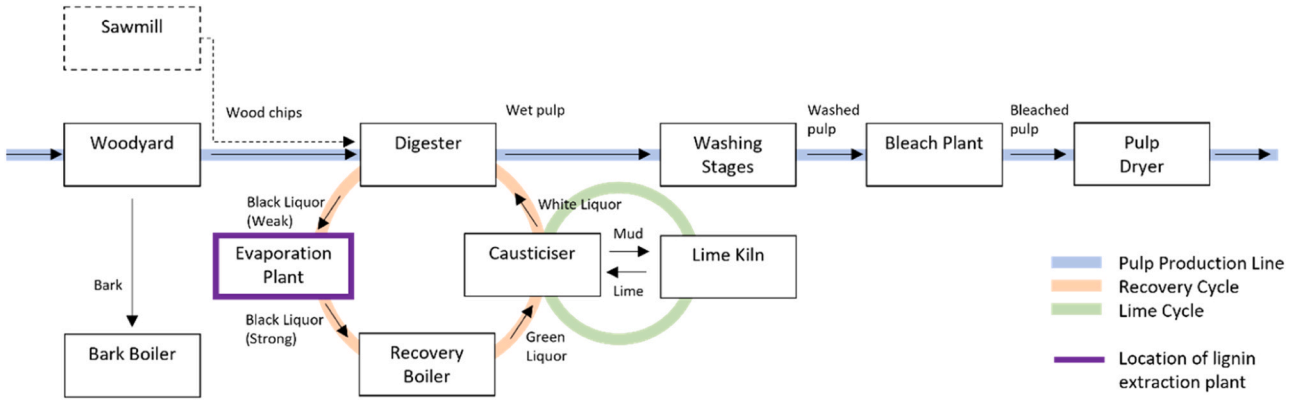 Sawmill
Wood chips
Wet pulp
Washed
pulp
Bleached
pulp
Woodyard
Digester
Washing
Stages
Bleach Plant
Pulp
Dryer
Black Liquor
(Weak)
White Liquor
Evaporation
Plant
Causticiser
Mud
Lime
Lime Kiln
Bark
Black Liquor
(Strong)
Green
Liquor
Bark Boiler
Recovery
Boiler
Pulp Production Line
Recovery Cycle
Lime Cycle
Location of lignin
extraction plant